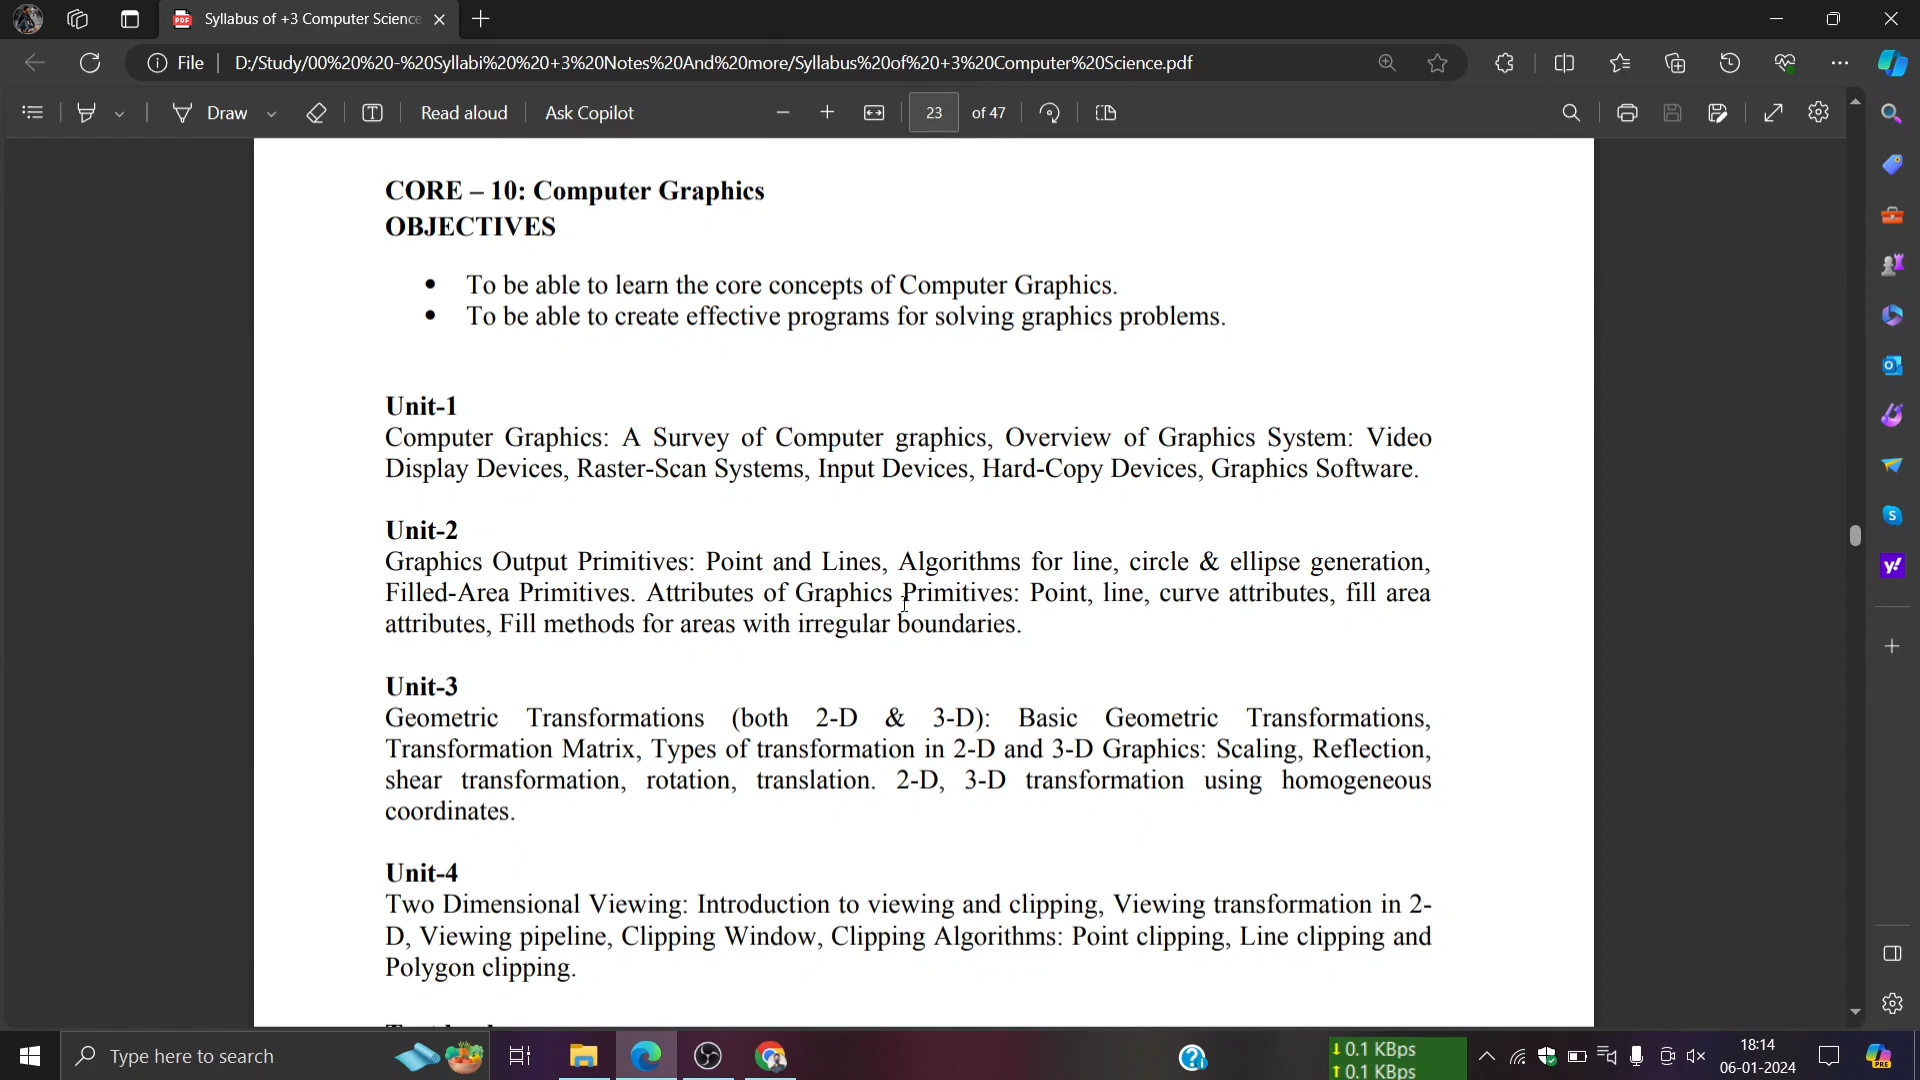 Syllabus of +3 Computer Science
File
D:/Study/00%20%20-%20Syllabi%20%20+3%20Notes%20And%20more/Syllabus%20of%20+3%20Computer%20Science.pdf
Draw
Read aloud
Ask Copilot
23 of 47
CORE – 10: Computer Graphics
OBJECTIVES
• To be able to learn the core concepts of Computer Graphics.
• To be able to create effective programs for solving graphics problems.
Unit-1
Computer Graphics: A Survey of Computer graphics, Overview of Graphics System: Video
Display Devices, Raster-Scan Systems, Input Devices, Hard-Copy Devices, Graphics Software.
Unit-2
Graphics Output Primitives: Point and Lines, Algorithms for line, circle & ellipse generation,
Filled-Area Primitives. Attributes of Graphics Primitives: Point, line, curve attributes, fill area
attributes, Fill methods for areas with irregular boundaries.
Unit-3
Geometric Transformations (both 2-D & 3-D): Basic Geometric Transformations,
Transformation Matrix, Types of transformation in 2-D and 3-D Graphics: Scaling, Reflection,
shear transformation, rotation, translation. 2-D, 3-D transformation using homogeneous
coordinates.
Unit-4
Two Dimensional Viewing: Introduction to viewing and clipping, Viewing transformation in 2-
D, Viewing pipeline, Clipping Window, Clipping Algorithms: Point clipping, Line clipping and
Polygon clipping.
Type here to search
0.1 KBps
0.1 KBps
18:14
06-01-2024